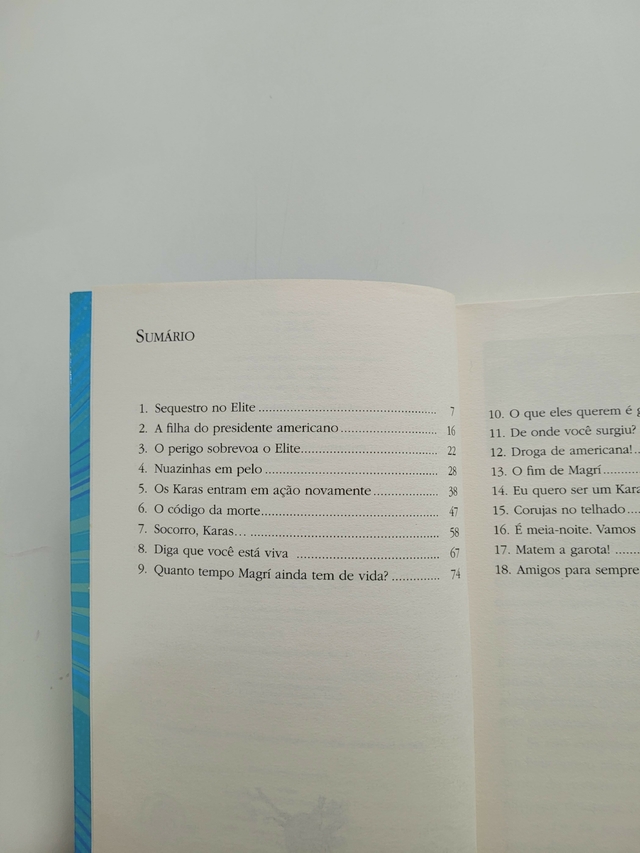 SUMÁRIO
1. Sequestro no Elite ........................................................ 7
2. A filha do presidente americano ............................... 16
3. O perigo sobrevoa o Elite........................................... 22
4. Nuazinhas em pelo ..................................................... 28
5. Os Karas entram em ação novamente .................... 38
6. O código da morte....................................................... 47
7. Socorro, Karas... .......................................................... 58
8. Diga que você está viva ............................................ 67
9. Quanto tempo Magrí ainda tem de vida? .............. 74
10. O que eles querem é
11. De onde você surgiu?
12. Droga de americana!..
13. O fim de Magrí..........
14. Eu quero ser um Kara
15. Corujas no telhado....
16. É meia-noite. Vamos
17. Matem a garota! .......
18. Amigos para sempre